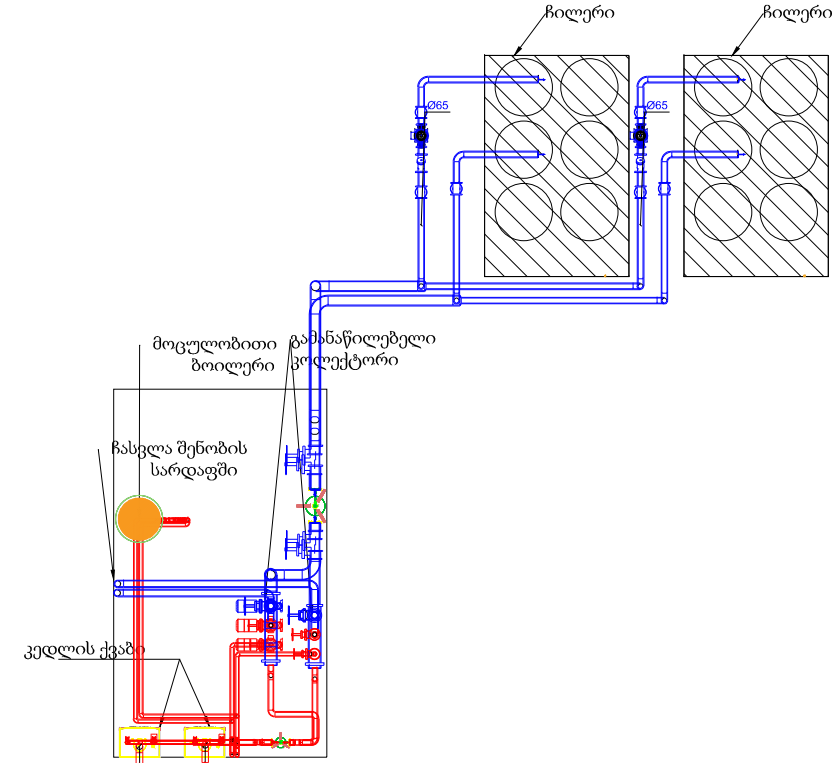 ჩილერი
ჩილერი
Ø65
Ø65
მოცულობითი
ბოილერი
გამანაწილებელი
კოლექტორი
ჩასვლა შენობის
სარდაფში
კედლის ქვაბი